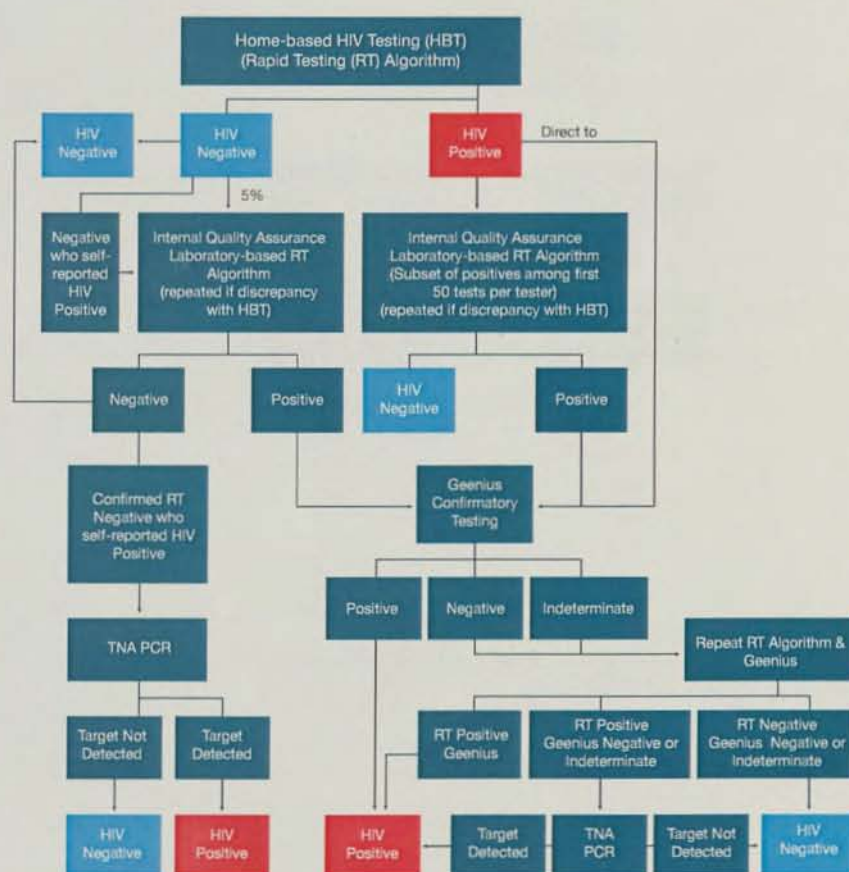 Home-based HIV Testing (HBT)
(Rapid Testing (RT) Algorithm)
HIV
Negative
HIV
Negative
HIV
Positive
Direct to
5%
Negative
who self-
reported
HIV
Positive
Internal Quality Assurance
Laboratory-based RT
Algorithm
(repeated if discrepancy
with HBT)
Internal Quality Assurance
Laboratory-based RT Algorithm
(Subset of positives among first
50 tests per tester)
(repeated if discrepancy with HBT)
Negative
Positive
HIV
Negative
Positive
Confirmed RT
Negative who
self-reported HIV
Positive
Geenius
Confirmatory
Testing
Positive
Negative
Indeterminate
TNA PCR
Repeat RT Algorithm &
Geenius
Target Not
Detected
Target
Detected
RT Positive
Geenius
RT Positive
Geenius Negative or
Indeterminate
RT Negative
Geenius Negative or
Indeterminate
HIV
Negative
HIV
Positive
HIV
Positive
Target
Detected
TNA
PCR
Target Not
Detected
HIV
Negative